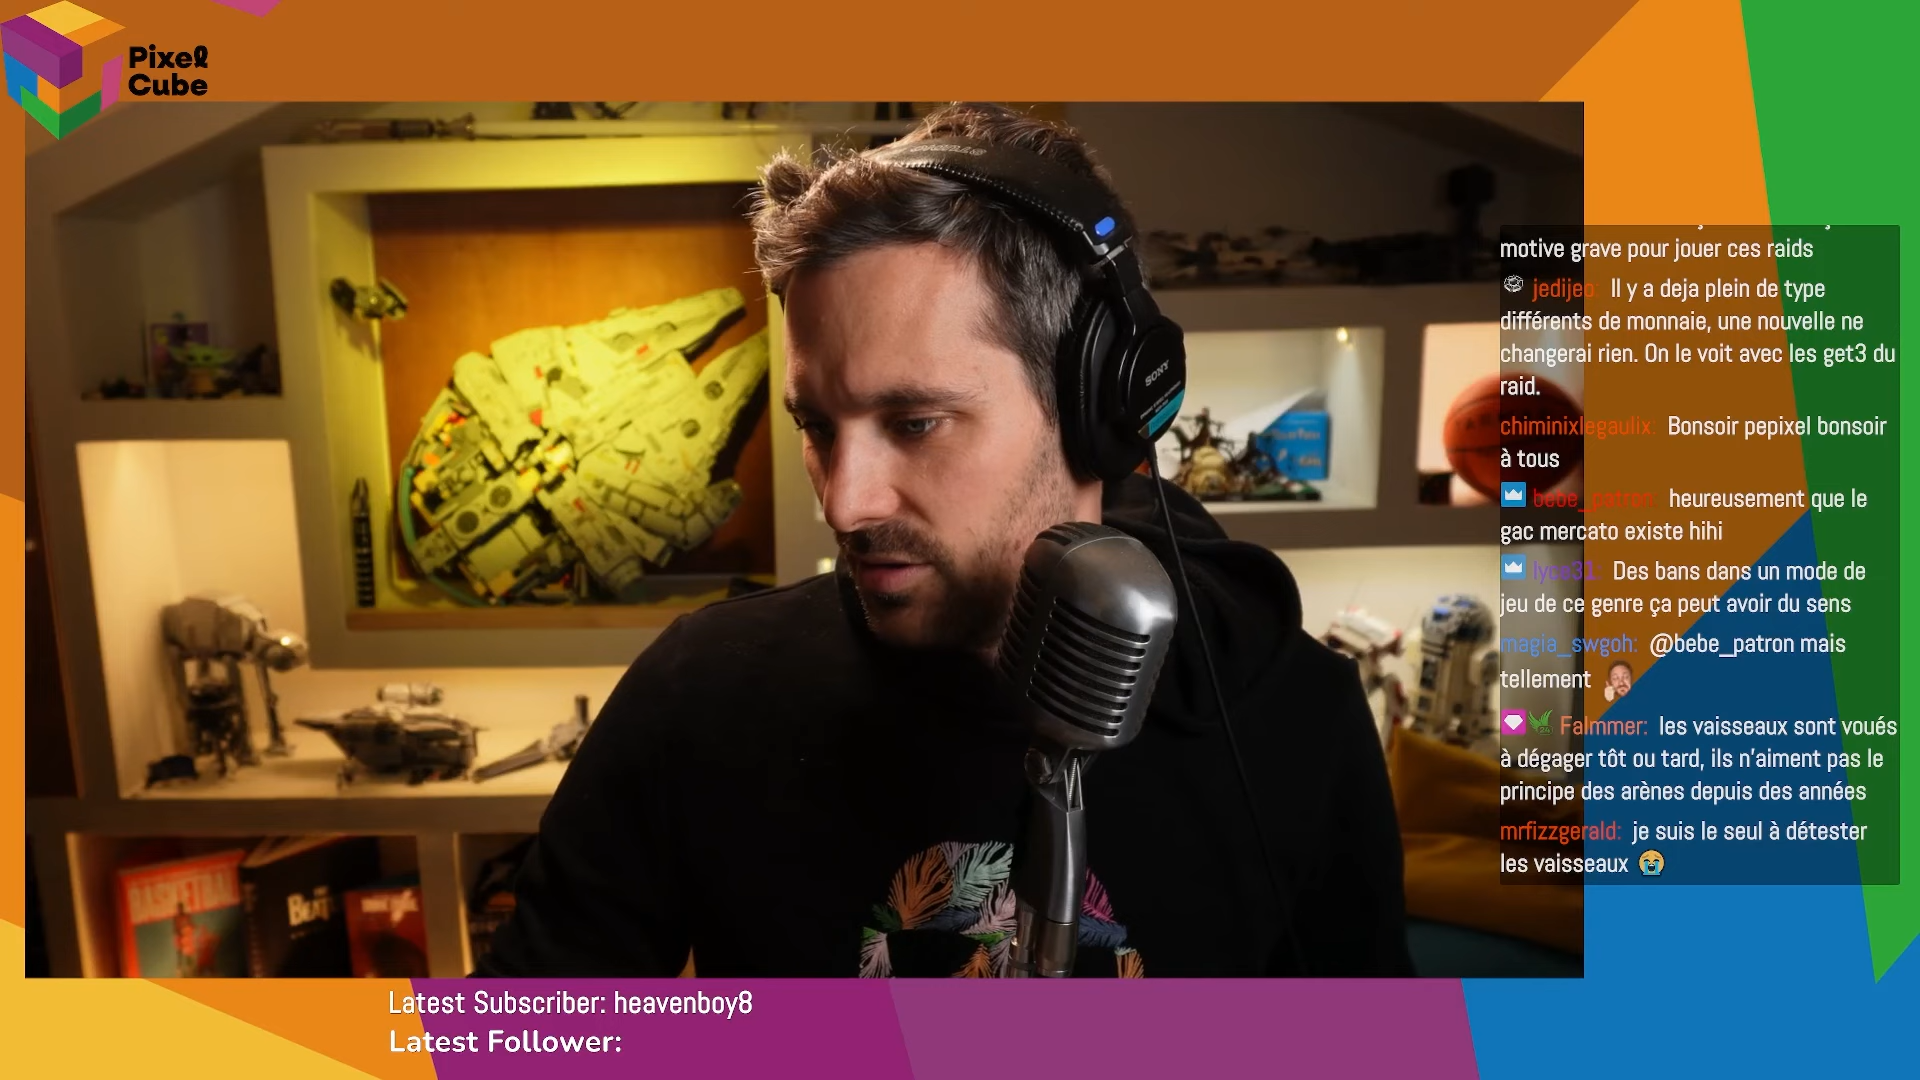 Pixel
Cube
motive grave pour jouer ces raids
jedijeo: Il y a deja plein de type
différents de monnaie, une nouvelle ne
changerai rien. On le voit avec les get3 du
raid.
chiminixlegaulix: Bonsoir pepixel bonsoir
à tous
bebe_patron: heureusement que le
gac mercato existe hihi
lyco31: Des bans dans un mode de
jeu de ce genre ça peut avoir du sens
magia_swgoh: @bebe_patron mais
tellement
Falmmer: les vaisseaux sont voués
à dégager tôt ou tard, ils n'aiment pas le
principe des arènes depuis des années
mrfizzgerald: je suis le seul à détester
les vaisseaux 😭
SONY
BASKETBALL
Latest Subscriber: heavenboy8
Latest Follower: